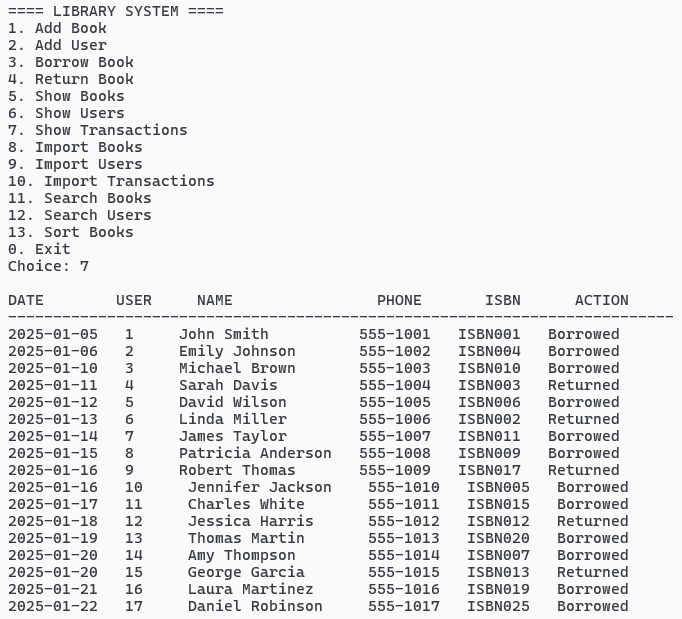 ==== LIBRARY SYSTEM ====
1. Add Book
2. Add User
3. Borrow Book
4. Return Book
5. Show Books
6. Show Users
7. Show Transactions
8. Import Books
9. Import Users
10. Import Transactions
11. Search Books
12. Search Users
13. Sort Books
0. Exit
Choice: 7

DATE        USER     NAME                PHONE       ISBN      ACTION
--------------------------------------------------------------------------
2025-01-05   1     John Smith          555-1001   ISBN001   Borrowed
2025-01-06   2     Emily Johnson       555-1002   ISBN004   Borrowed
2025-01-10   3     Michael Brown       555-1003   ISBN010   Borrowed
2025-01-11   4     Sarah Davis         555-1004   ISBN003   Returned
2025-01-12   5     David Wilson        555-1005   ISBN006   Borrowed
2025-01-13   6     Linda Miller        555-1006   ISBN002   Returned
2025-01-14   7     James Taylor        555-1007   ISBN011   Borrowed
2025-01-15   8     Patricia Anderson   555-1008   ISBN009   Borrowed
2025-01-16   9     Robert Thomas       555-1009   ISBN017   Returned
2025-01-16   10     Jennifer Jackson    555-1010   ISBN005   Borrowed
2025-01-17   11     Charles White       555-1011   ISBN015   Borrowed
2025-01-18   12     Jessica Harris      555-1012   ISBN012   Returned
2025-01-19   13     Thomas Martin       555-1013   ISBN020   Borrowed
2025-01-20   14     Amy Thompson        555-1014   ISBN007   Borrowed
2025-01-20   15     George Garcia       555-1015   ISBN013   Returned
2025-01-21   16     Laura Martinez      555-1016   ISBN019   Borrowed
2025-01-22   17     Daniel Robinson     555-1017   ISBN025   Borrowed